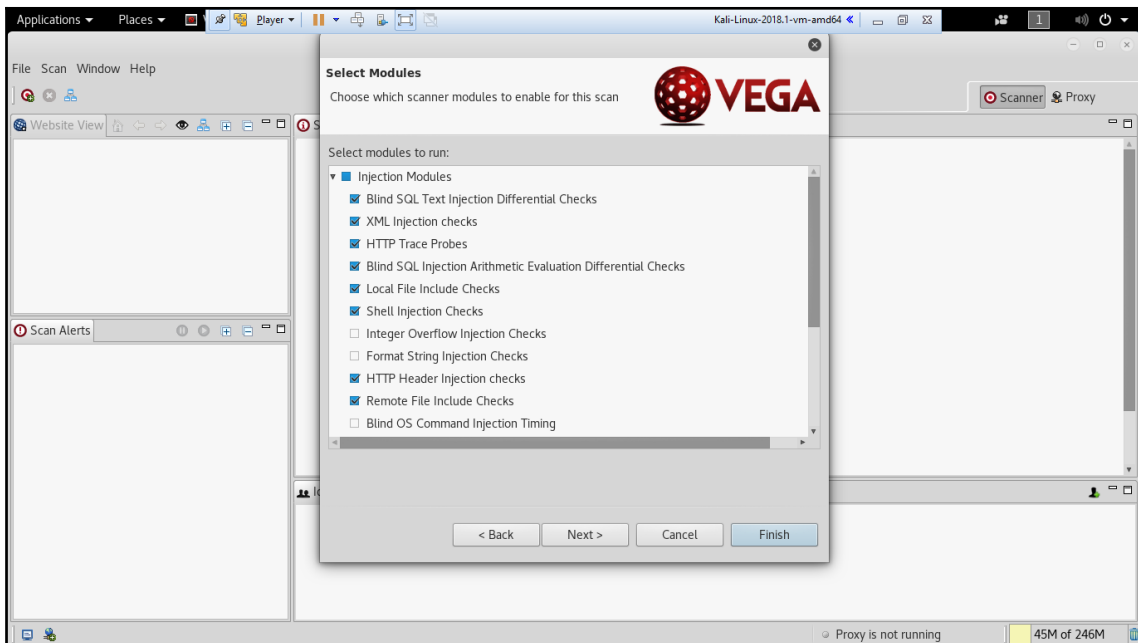 Applications Places Player Kali-Linux-2018.1-vm-amd64 1
File Scan Window Help
Scanner Proxy
Website View
Select Modules
Choose which scanner modules to enable for this scan
VEGA
Select modules to run:
Injection Modules
Blind SQL Text Injection Differential Checks
XML Injection checks
HTTP Trace Probes
Blind SQL Injection Arithmetic Evaluation Differential Checks
Local File Include Checks
Shell Injection Checks
Integer Overflow Injection Checks
Format String Injection Checks
HTTP Header Injection checks
Remote File Include Checks
Blind OS Command Injection Timing
Scan Alerts
< Back Next > Cancel Finish
Proxy is not running 45M of 246M